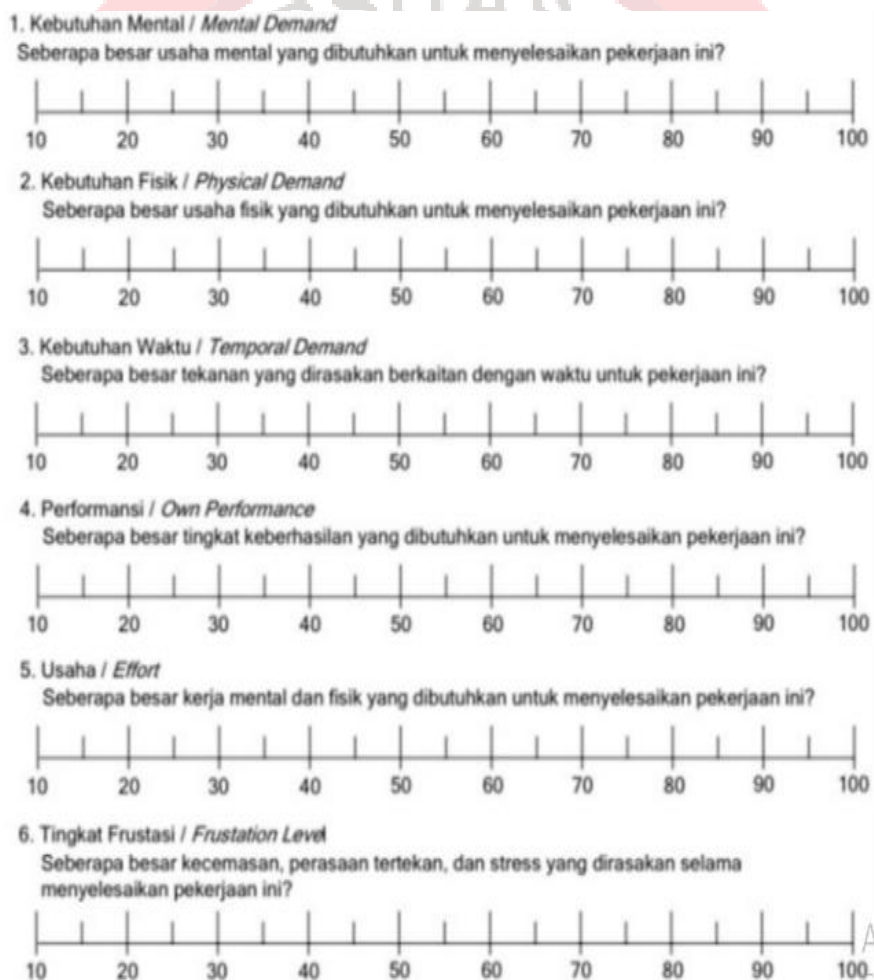 1. Kebutuhan Mental / Mental Demand
Seberapa besar usaha mental yang dibutuhkan untuk menyelesaikan pekerjaan ini?
10 20 30 40 50 60 70 80 90 100
2. Kebutuhan Fisik / Physical Demand
Seberapa besar usaha fisik yang dibutuhkan untuk menyelesaikan pekerjaan ini?
10 20 30 40 50 60 70 80 90 100
3. Kebutuhan Waktu / Temporal Demand
Seberapa besar tekanan yang dirasakan berkaitan dengan waktu untuk pekerjaan ini?
10 20 30 40 50 60 70 80 90 100
4. Performansi / Own Performance
Seberapa besar tingkat keberhasilan yang dibutuhkan untuk menyelesaikan pekerjaan ini?
10 20 30 40 50 60 70 80 90 100
5. Usaha / Effort
Seberapa besar kerja mental dan fisik yang dibutuhkan untuk menyelesaikan pekerjaan ini?
10 20 30 40 50 60 70 80 90 100
6. Tingkat Frustasi / Frustation Level
Seberapa besar kecemasan, perasaan tertekan, dan stress yang dirasakan selama
menyelesaikan pekerjaan ini?
10 20 30 40 50 60 70 80 90 100